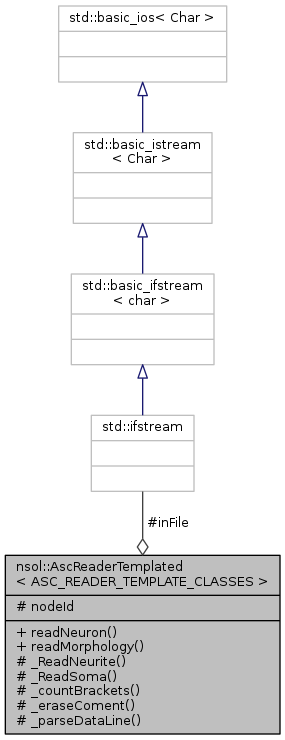 std::basic_ios< Char >
std::basic_istream
< Char >
std::basic_ifstream
< char >
std::ifstream
#inFile
nsol::AscReaderTemplated
< ASC_READER_TEMPLATE_CLASSES >
# nodeId
+ readNeuron()
+ readMorphology()
# _ReadNeurite()
# _ReadSoma()
# _countBrackets()
# _eraseComent()
# _parseDataLine()